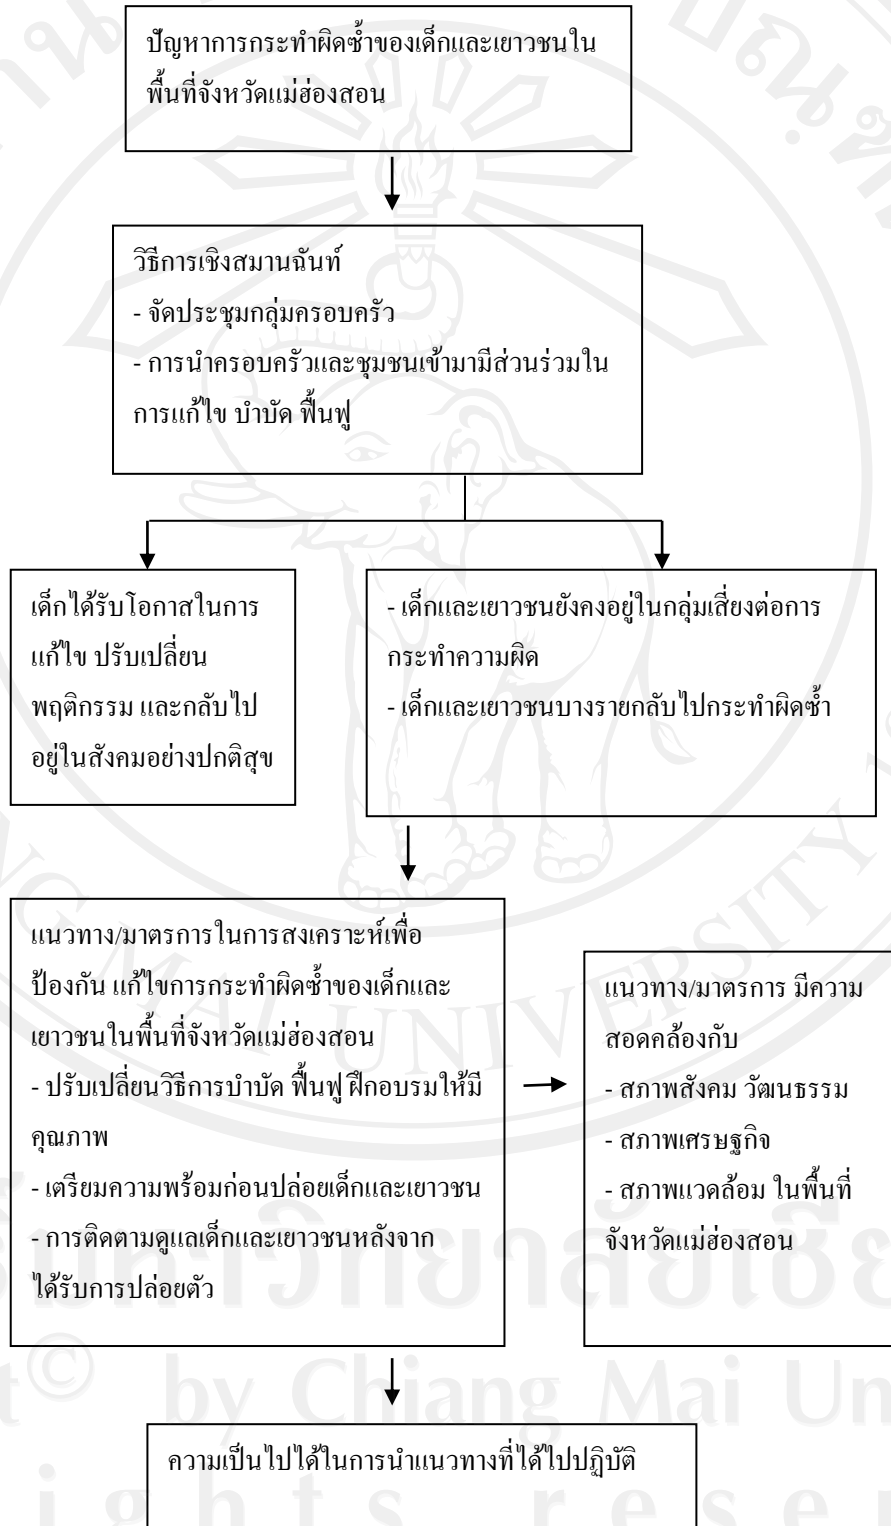 ปัญหาการกระทำผิดซ้ำของเด็กและเยาวชนใน
พื้นที่จังหวัดแม่ฮ่องสอน
วิธีการเชิงสมานฉันท์
- จัดประชุมกลุ่มครอบครัว
- การนำครอบครัวและชุมชนเข้ามามีส่วนร่วมใน
การแก้ไข บำบัด ฟื้นฟู
เด็กได้รับโอกาสในการ
แก้ไข ปรับเปลี่ยน
พฤติกรรม และกลับไป
อยู่ในสังคมอย่างปกติสุข
- เด็กและเยาวชนยังคงอยู่ในกลุ่มเสี่ยงต่อการ
กระทำความผิด
- เด็กและเยาวชนบางรายกลับไปกระทำผิดซ้ำ
แนวทาง/มาตรการในการสงเคราะห์เพื่อ
ป้องกัน แก้ไขการกระทำผิดซ้ำของเด็กและ
เยาวชนในพื้นที่จังหวัดแม่ฮ่องสอน
- ปรับเปลี่ยนวิธีการบำบัด ฟื้นฟู ฝึกอบรมให้มี
คุณภาพ
- เตรียมความพร้อมก่อนปล่อยเด็กและเยาวชน
- การติดตามดูแลเด็กและเยาวชนหลังจาก
ได้รับการปล่อยตัว
แนวทาง/มาตรการ มีความ
สอดคล้องกับ
- สภาพสังคม วัฒนธรรม
- สภาพเศรษฐกิจ
- สภาพแวดล้อม ในพื้นที่
จังหวัดแม่ฮ่องสอน
ความเป็นไปได้ในการนำแนวทางที่ได้ไปปฏิบัติ
MAI UNIVERSITY
มหาวิทยาลัยเชีย
© by Chiang Mai Un